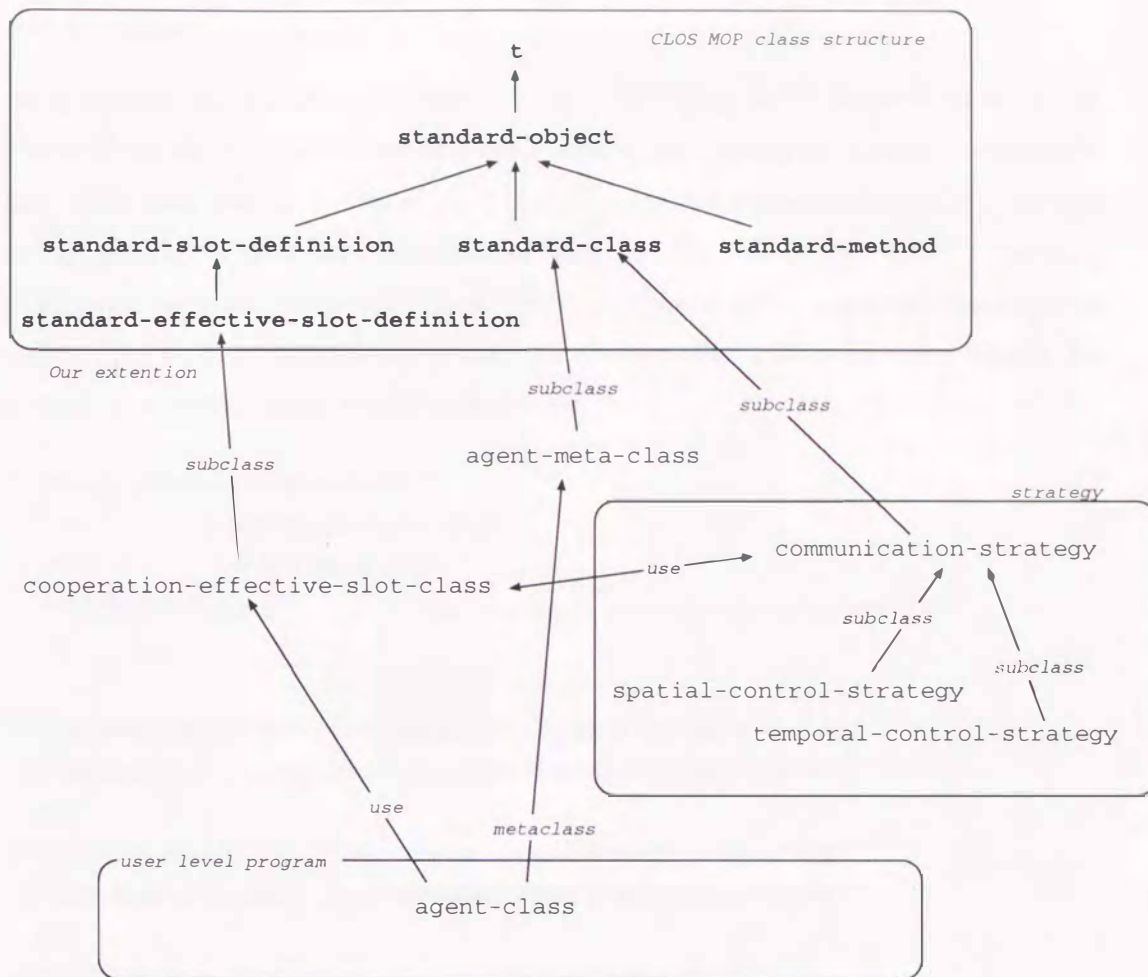 CLOS MOP class structure
t
standard-object
standard-slot-definition standard-class standard-method
standard-effective-slot-definition
Our extention
subclass
subclass
agent-meta-class
subclass
strategy
communication-strategy
use
cooperation-effective-slot-class
subclass
subclass
spatial-control-strategy
temporal-control-strategy
use
metaclass
user level program
agent-class